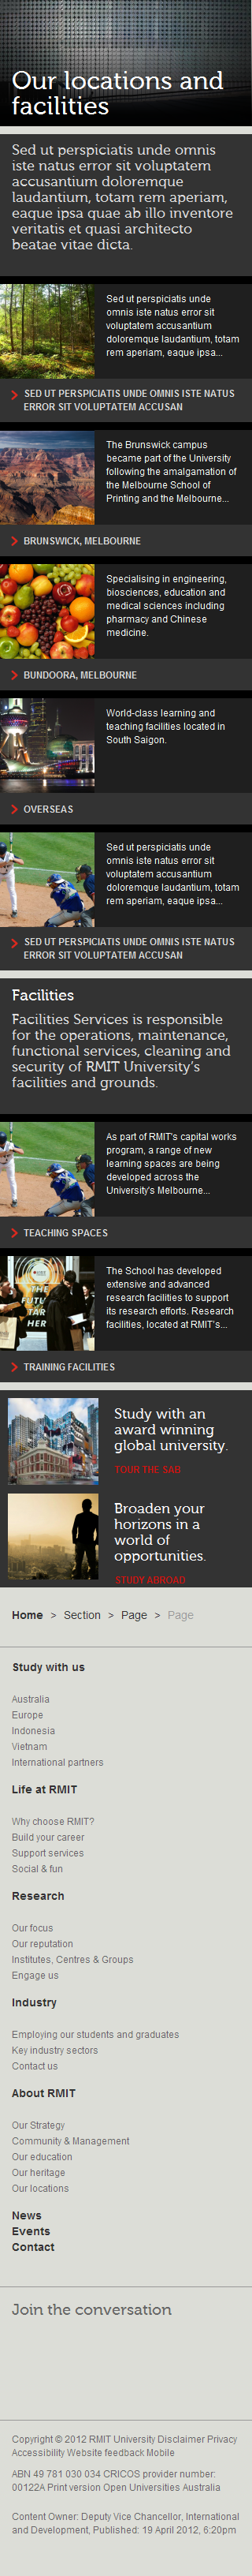 Our locations and
facilities
Sed ut perspiciatis unde omnis
iste natus error sit voluptatem
accusantium doloremque
laudantium, totam rem aperiam,
eaque ipsa quae ab illo inventore
veritatis et quasi architecto
beatae vitae dicta.
Sed ut perspiciatis unde
omnis iste natus error sit
voluptatem accusantium
doloremque laudantium, totam
rem aperiam, eaque ipsa...
SED UT PERSPICIATIS UNDE OMNIS ISTE NATUS
ERROR SIT VOLUPTATEM ACCUSAN
The Brunswick campus
became part of the University
following the amalgamation of
the Melbourne School of
Printing and the Melbourne...
BRUNSWICK, MELBOURNE
Specialising in engineering,
biosciences, education and
medical sciences including
pharmacy and Chinese
medicine.
BUNDOORA, MELBOURNE
World-class learning and
teaching facilities located in
South Saigon.
OVERSEAS
Sed ut perspiciatis unde
omnis iste natus error sit
voluptatem accusantium
doloremque laudantium, totam
rem aperiam, eaque ipsa...
SED UT PERSPICIATIS UNDE OMNIS ISTE NATUS
ERROR SIT VOLUPTATEM ACCUSAN
Facilities
Facilities Services is responsible
for the operations, maintenance,
functional services, cleaning and
security of RMIT University's
facilities and grounds.
As part of RMIT's capital works
program, a range of new
learning spaces are being
developed across the
University's Melbourne...
TEACHING SPACES
The School has developed
extensive and advanced
research facilities to support
its research efforts. Research
facilities, located at RMIT's...
TRAINING FACILITIES
Study with an
award winning
global university.
TOUR THE SAB
Broaden your
horizons in a
world of
opportunities.
STUDY ABROAD
Home > Section > Page > Page
Study with us
Australia
Europe
Indonesia
Vietnam
International partners
Life at RMIT
Why choose RMIT?
Build your career
Support services
Social & fun
Research
Our focus
Our reputation
Institutes, Centres & Groups
Engage us
Industry
Employing our students and graduates
Key industry sectors
Contact us
About RMIT
Our Strategy
Community & Management
Our education
Our heritage
Our locations
News
Events
Contact
Join the conversation
Copyright © 2012 RMIT University Disclaimer Privacy
Accessibility Website feedback Mobile
ABN 49 781 030 034 CRICOS provider number:
00122A Print version Open Universities Australia
Content Owner: Deputy Vice Chancellor, International
and Development, Published: 19 April 2012, 6:20pm